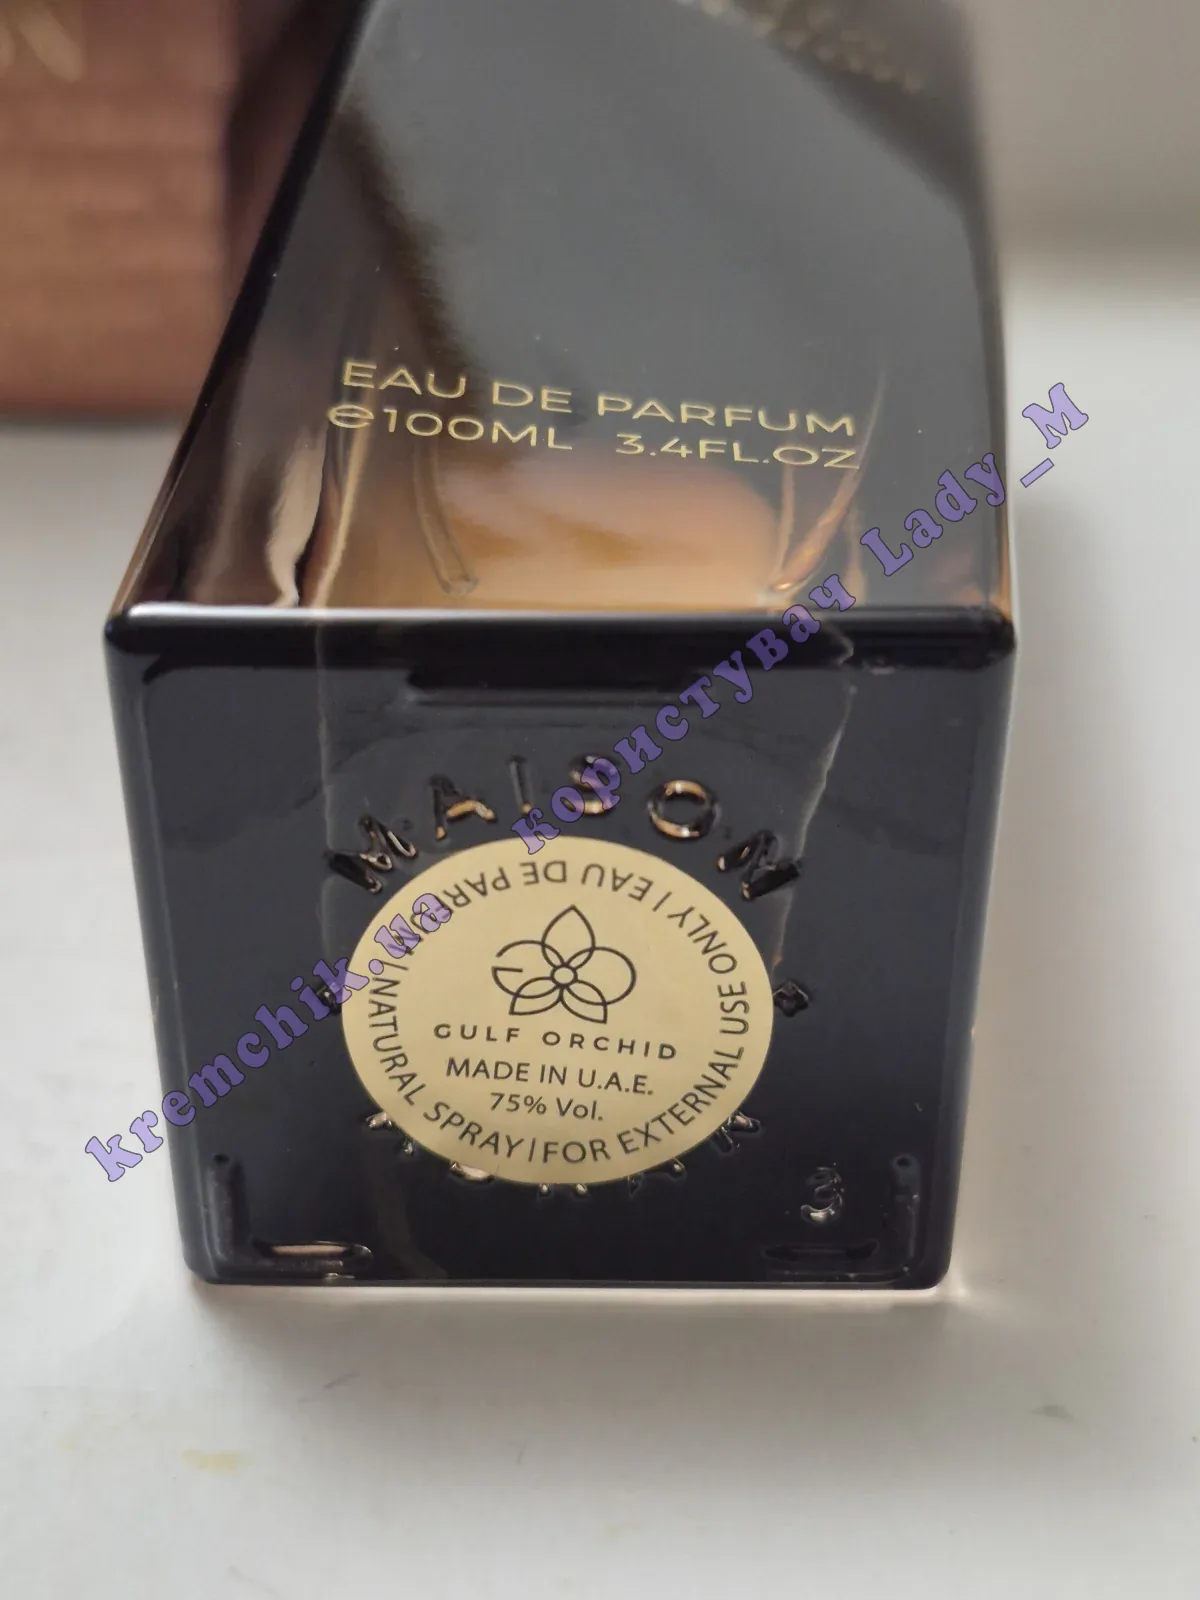 EAU DE PARFUM
℮100ML 3.4FL.OZ
MAISON
EAU DE PARFUM | NATURAL SPRAY | FOR EXTERNAL USE ONLY |
GULF ORCHID
MADE IN U.A.E.
75% Vol.
3
kremchik.ua користувач Lady_M